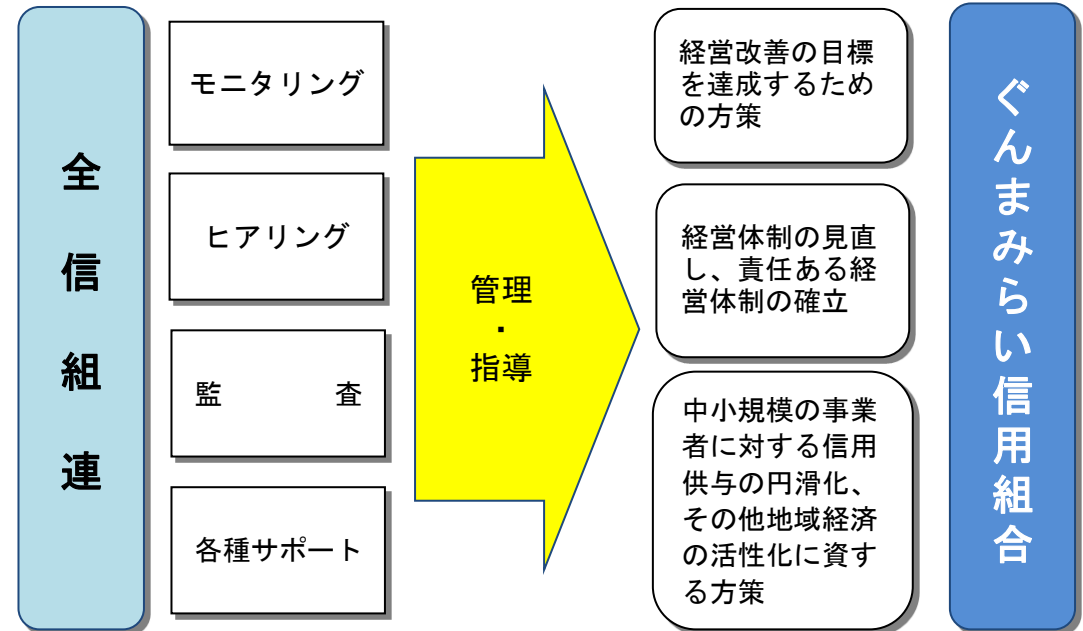 全信組連
モニタリング
ヒアリング
監　査
各種サポート
管理
・
指導
経営改善の目標
を達成するため
の方策
経営体制の見直
し、責任ある経
営体制の確立
中小規模の事業
者に対する信用
供与の円滑化、
その他地域経済
の活性化に資す
る方策
ぐんまみらい信用組合